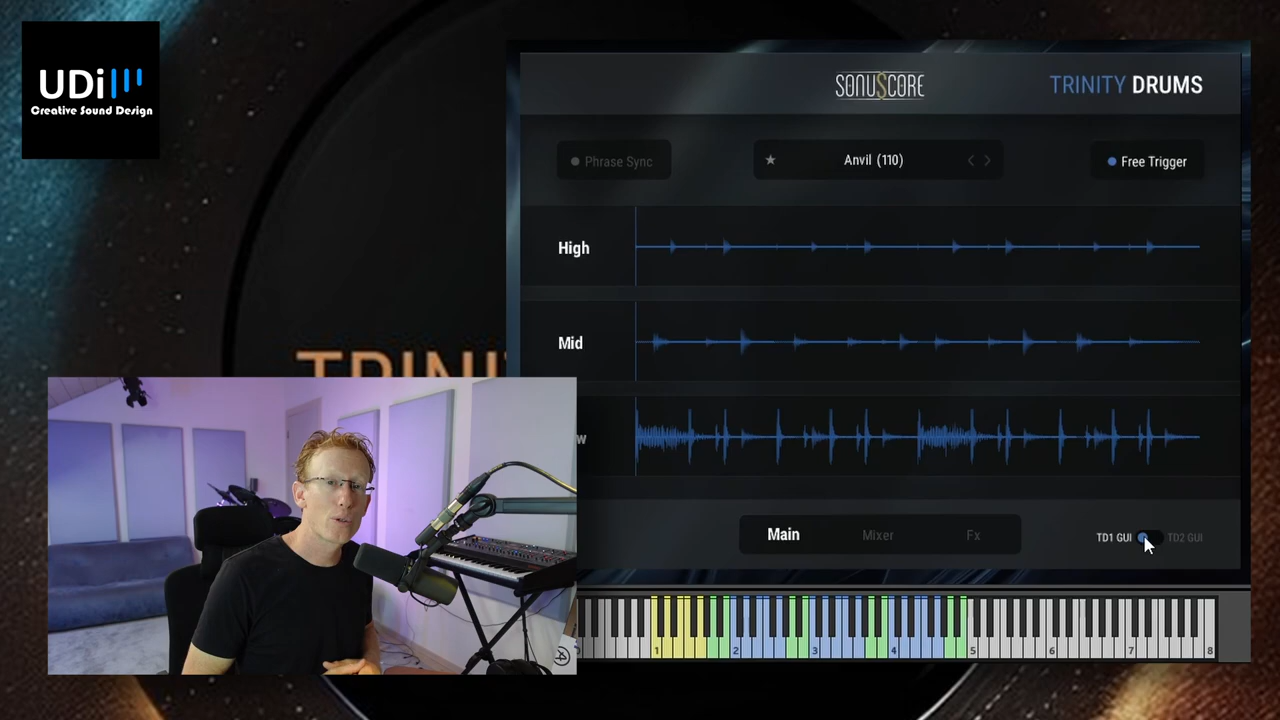 UDi
Creative Sound Design
SONUSCORE
TRINITY DRUMS
Phrase Sync
Anvil (110)
Free Trigger
High
Mid
w
TRINI
Main
Mixer
Fx
TD1 GUI
TD2 GUI
1 2 3 4 5 6 7 8